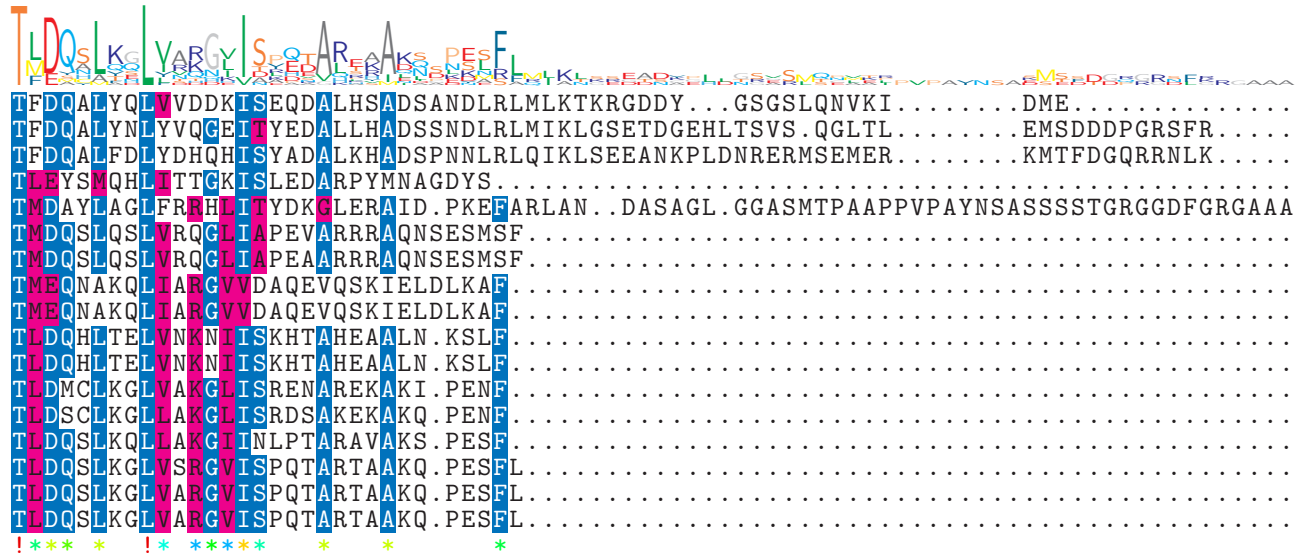 TFDQALYQLVVDDKISEQDALHSADSANDLRLMLKTKRGDDY...GSGSLQNVKI........DME..............
TFDQALYNLYVQGEITYEDALLHADSSNDLRLMIKLGSETDGEHLTSVS.QGLTL........EMSDDDPGRSFR.....
TFDQALFDLYDHQHISYADALKHADSPNNLRLQIKLSEEANKPLDNRERMSEMER........KMTFDGQRRNLK.....
TLEYSMQHLITTGKISLEDARPYMNAGDYS..................................................
TMDAYLAGLFRRHLITYDKGLERAID.PKEFARLAN..DASAGL.GGASMTPAAPPVPAYNSASSSSTGRGGDFGRGAAA
TMDQSLQSLVRQGLIAPEVARRRAQNSESMSF................................................
TMDQSLQSLVRQGLIAPEAARRRAQNSESMSF................................................
TMEQNAKQLIARGVVDAQEVQSKIELDLKAF.................................................
TMEQNAKQLIARGVVDAQEVQSKIELDLKAF.................................................
TLDQHLTELVNKNIISKHTAHEAALN.KSLF.................................................
TLDQHLTELVNKNIISKHTAHEAALN.KSLF.................................................
TLDMCLKGLVAKGLISRENAREKAKI.PENF.................................................
TLDSCLKGLLAKGLISRDSAKEKAKQ.PENF.................................................
TLDQSLKQLLAKGIINLPTARAVAKS.PESF.................................................
TLDQSLKGLVSRGVISPQTARTAAKQ.PESFL................................................
TLDQSLKGLVARGVISPQTARTAAKQ.PESFL................................................
TLDQSLKGLVARGVISPQTARTAAKQ.PESFL................................................
!*** *  !* *****   *   *      *